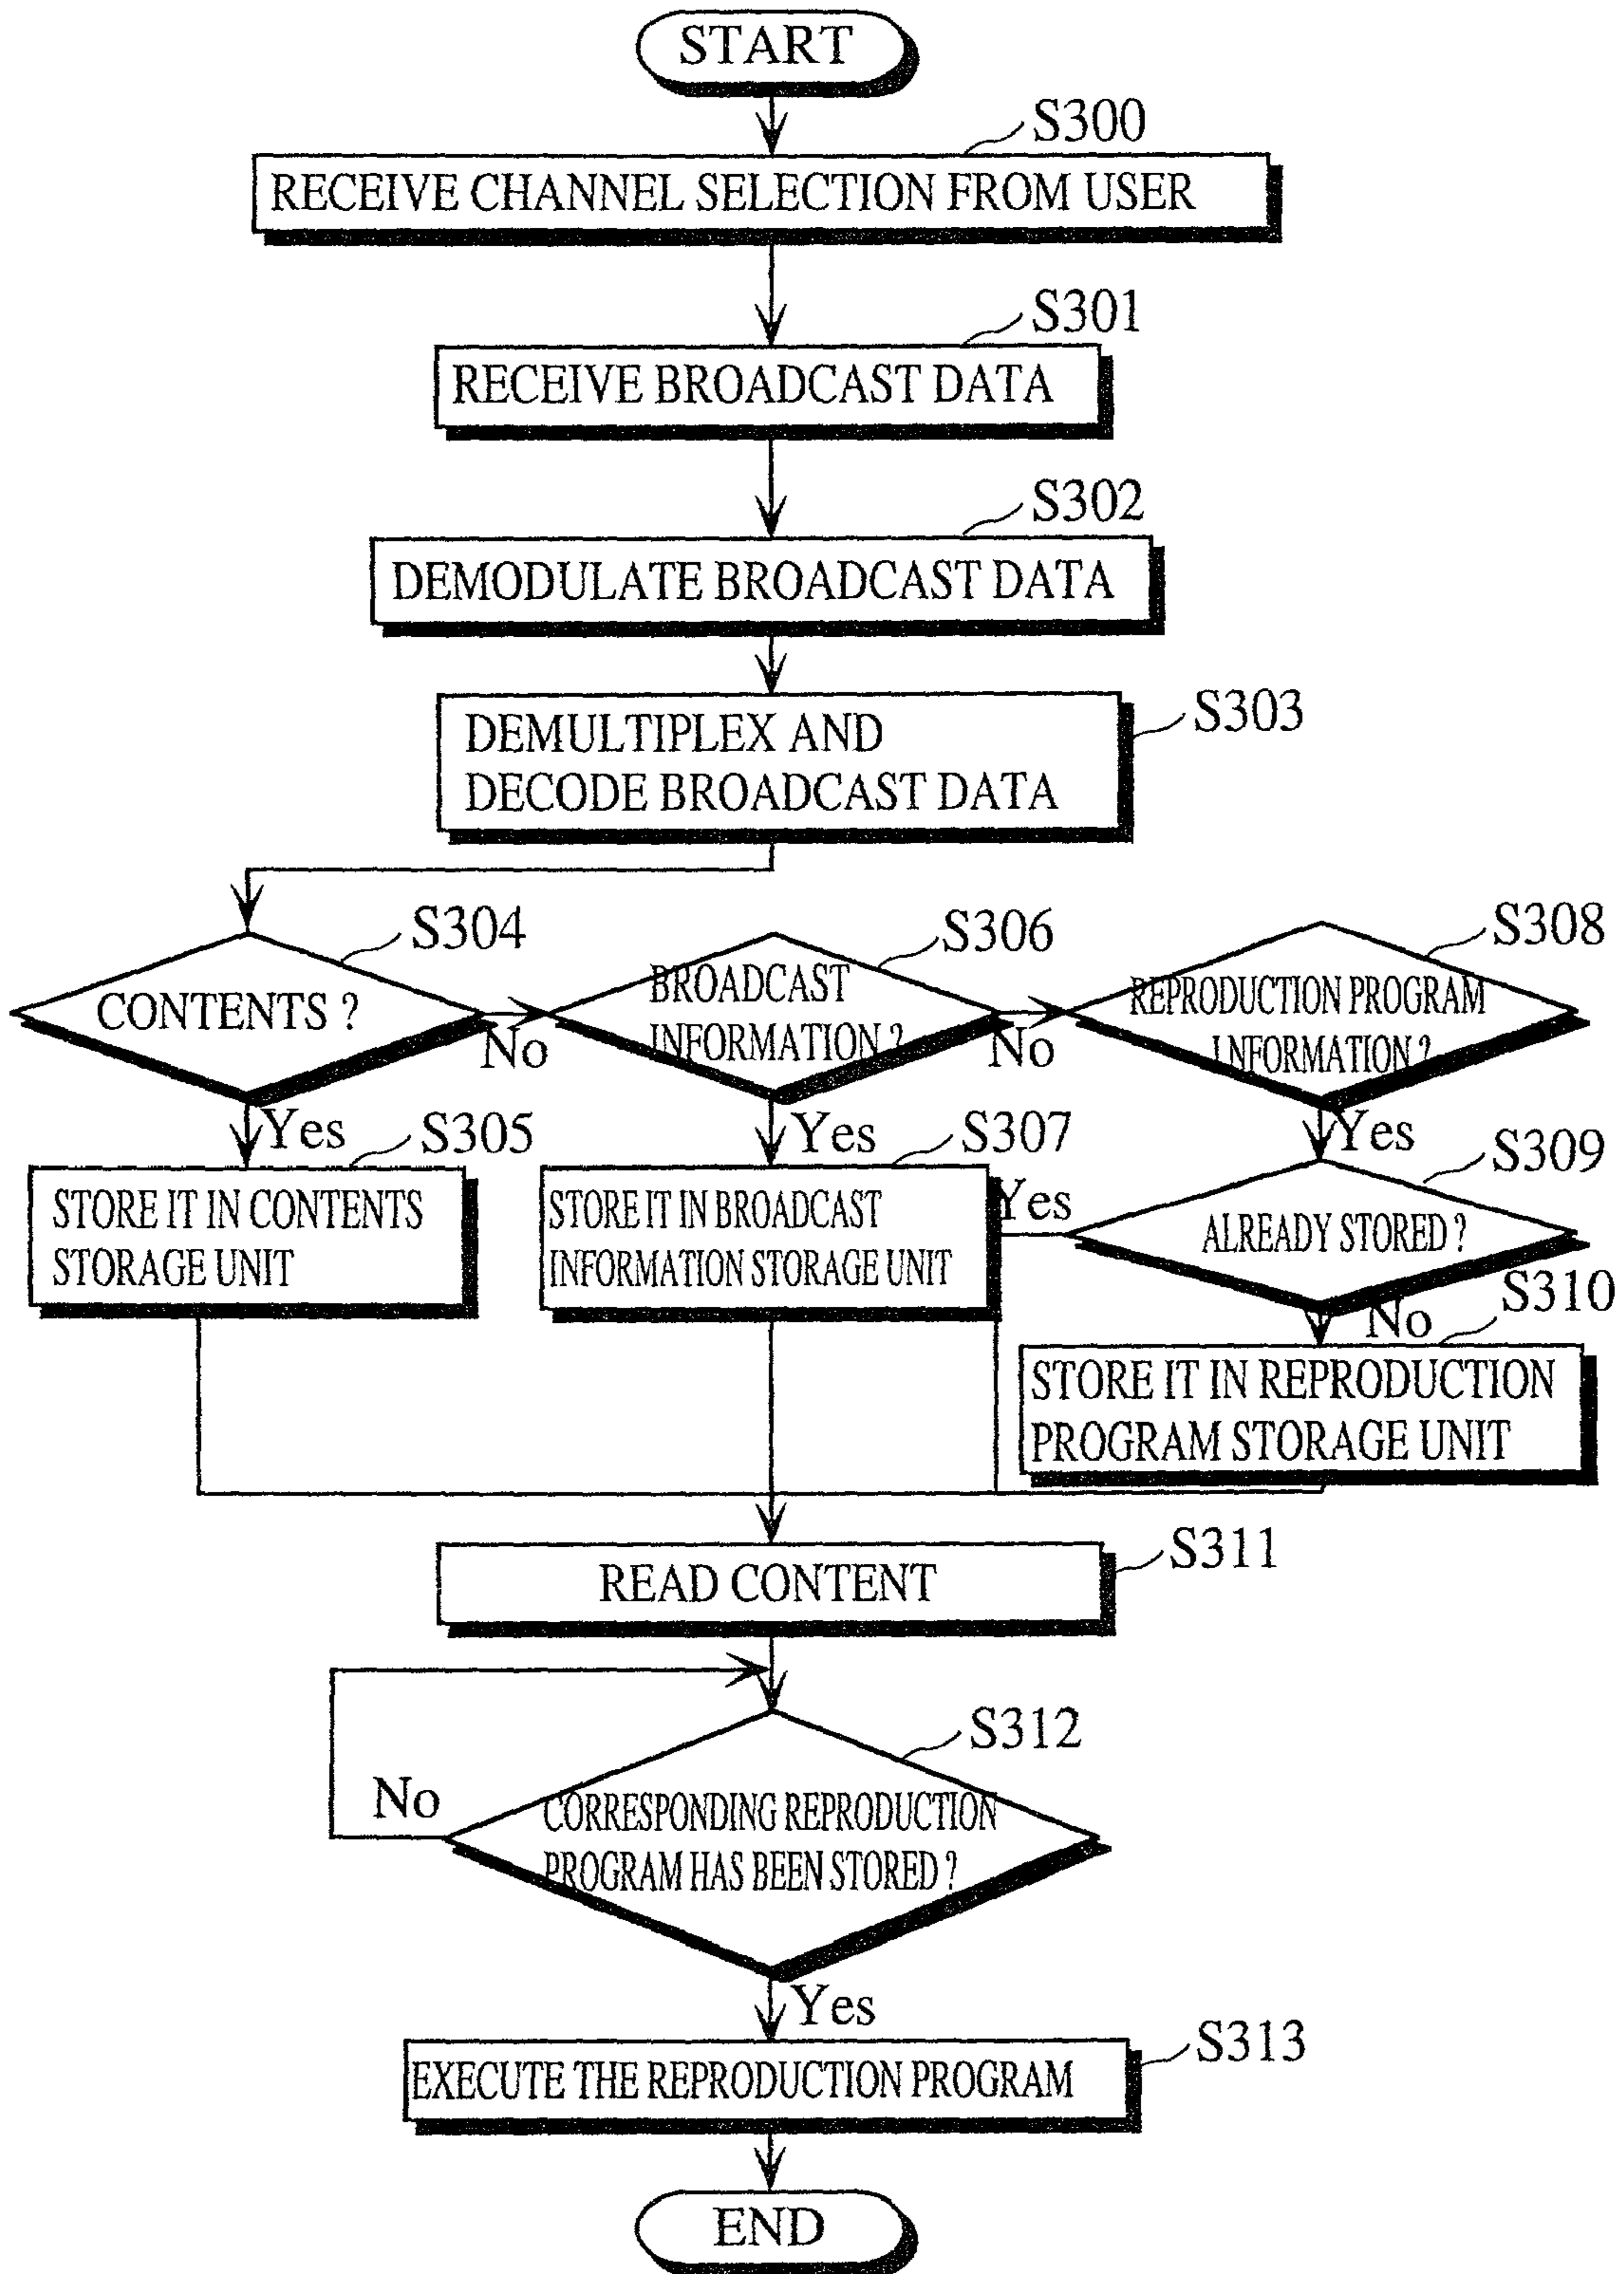 START
S300
RECEIVE CHANNEL SELECTION FROM USER
S301
RECEIVE BROADCAST DATA
S302
DEMODULATE BROADCAST DATA
S303
DEMULTIPLEX AND
DECODE BROADCAST DATA
S304
CONTENTS ?
No
S306
BROADCAST
INFORMATION ?
No
S308
REPRODUCTION PROGRAM
INFORMATION ?
Yes
S305
STORE IT IN CONTENTS
STORAGE UNIT
Yes
S307
STORE IT IN BROADCAST
INFORMATION STORAGE UNIT
Yes
S309
Yes
ALREADY STORED ?
No
S310
STORE IT IN REPRODUCTION
PROGRAM STORAGE UNIT
S311
READ CONTENT
S312
No
CORRESPONDING REPRODUCTION
PROGRAM HAS BEEN STORED ?
Yes
S313
EXECUTE THE REPRODUCTION PROGRAM
END